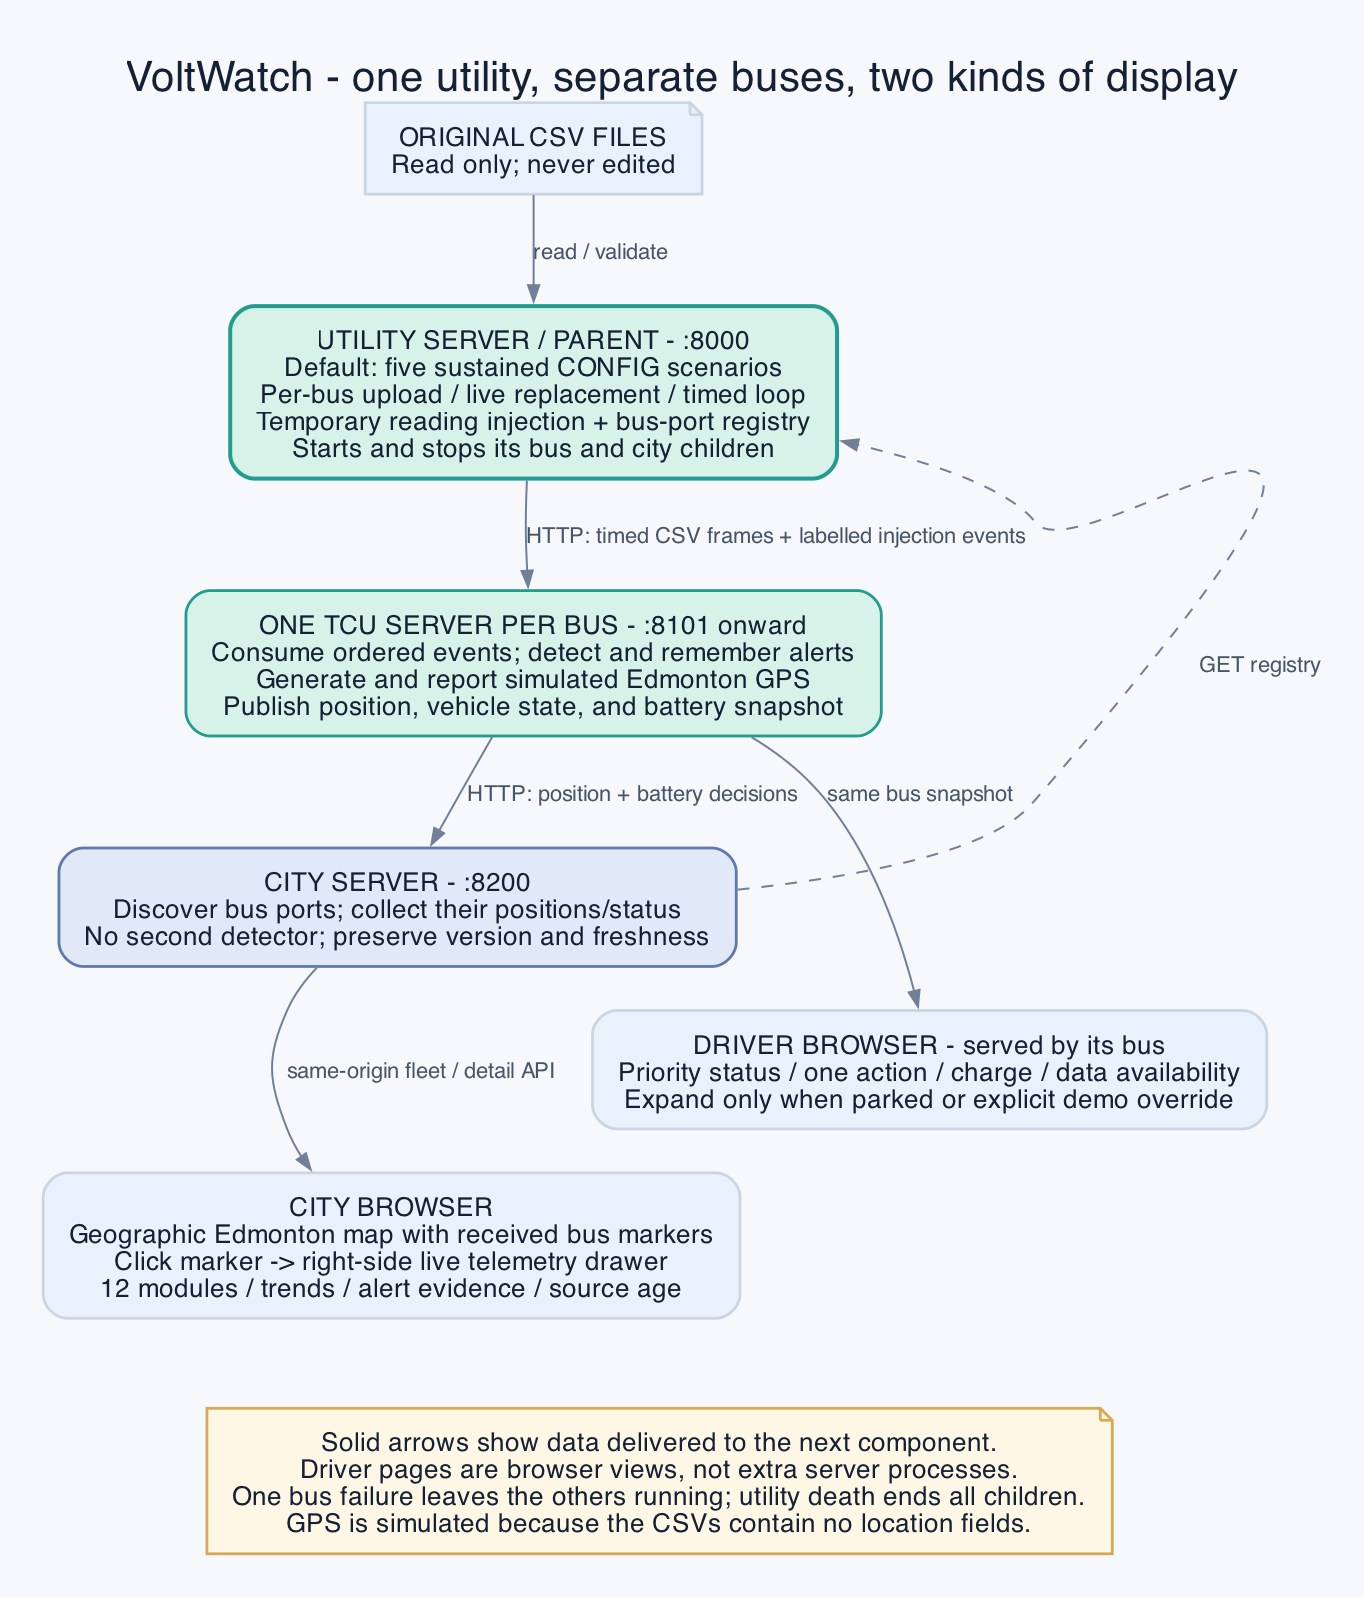 VoltWatch - one utility, separate buses, two kinds of display
ORIGINAL CSV FILES
Read only; never edited
read / validate
UTILITY SERVER / PARENT - :8000
Default: five sustained CONFIG scenarios
Per-bus upload / live replacement / timed loop
Temporary reading injection + bus-port registry
Starts and stops its bus and city children
HTTP: timed CSV frames + labelled injection events
ONE TCU SERVER PER BUS - :8101 onward
Consume ordered events; detect and remember alerts
Generate and report simulated Edmonton GPS
Publish position, vehicle state, and battery snapshot
GET registry
HTTP: position + battery decisions
same bus snapshot
CITY SERVER - :8200
Discover bus ports; collect their positions/status
No second detector; preserve version and freshness
same-origin fleet / detail API
DRIVER BROWSER - served by its bus
Priority status / one action / charge / data availability
Expand only when parked or explicit demo override
CITY BROWSER
Geographic Edmonton map with received bus markers
Click marker -> right-side live telemetry drawer
12 modules / trends / alert evidence / source age
Solid arrows show data delivered to the next component.
Driver pages are browser views, not extra server processes.
One bus failure leaves the others running; utility death ends all children.
GPS is simulated because the CSVs contain no location fields.